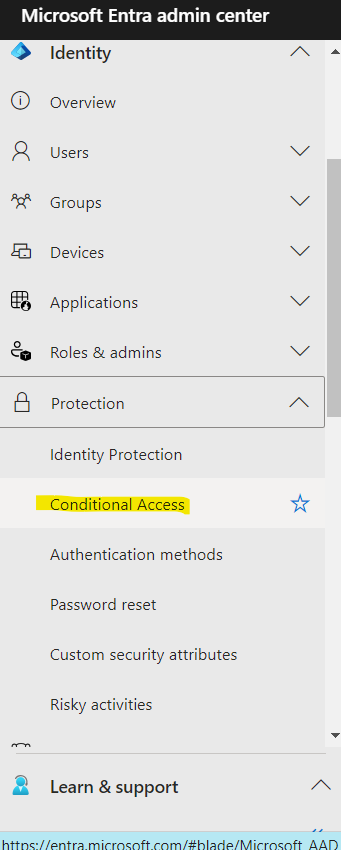 Microsoft Entra admin center
Identity
Overview
Users
Groups
Devices
Applications
Roles & admins
Protection
Identity Protection
Conditional Access
Authentication methods
Password reset
Custom security attributes
Risky activities
Learn & support
https://entra.microsoft.com/#blade/Microsoft_AAD